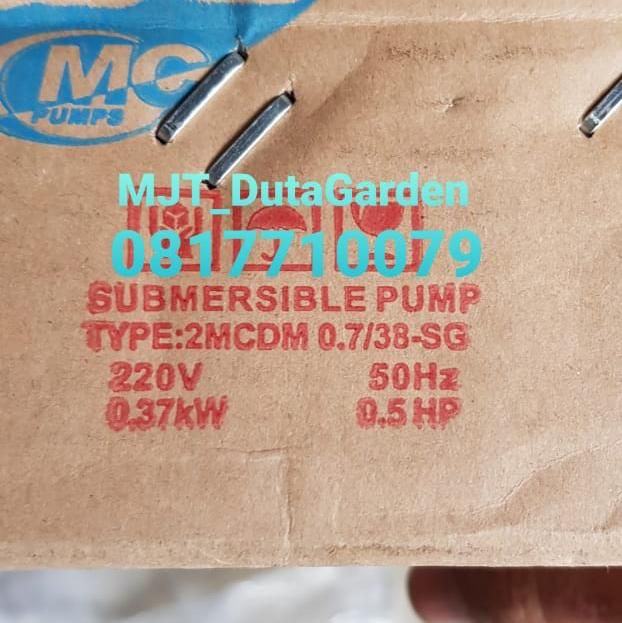 MC
PUMPS
MJT_DutaGarden
0817710079
SUBMERSIBLE PUMP
TYPE:2MCDM 0.7/38-SG
220V 50Hz
0.37kW 0.5 HP